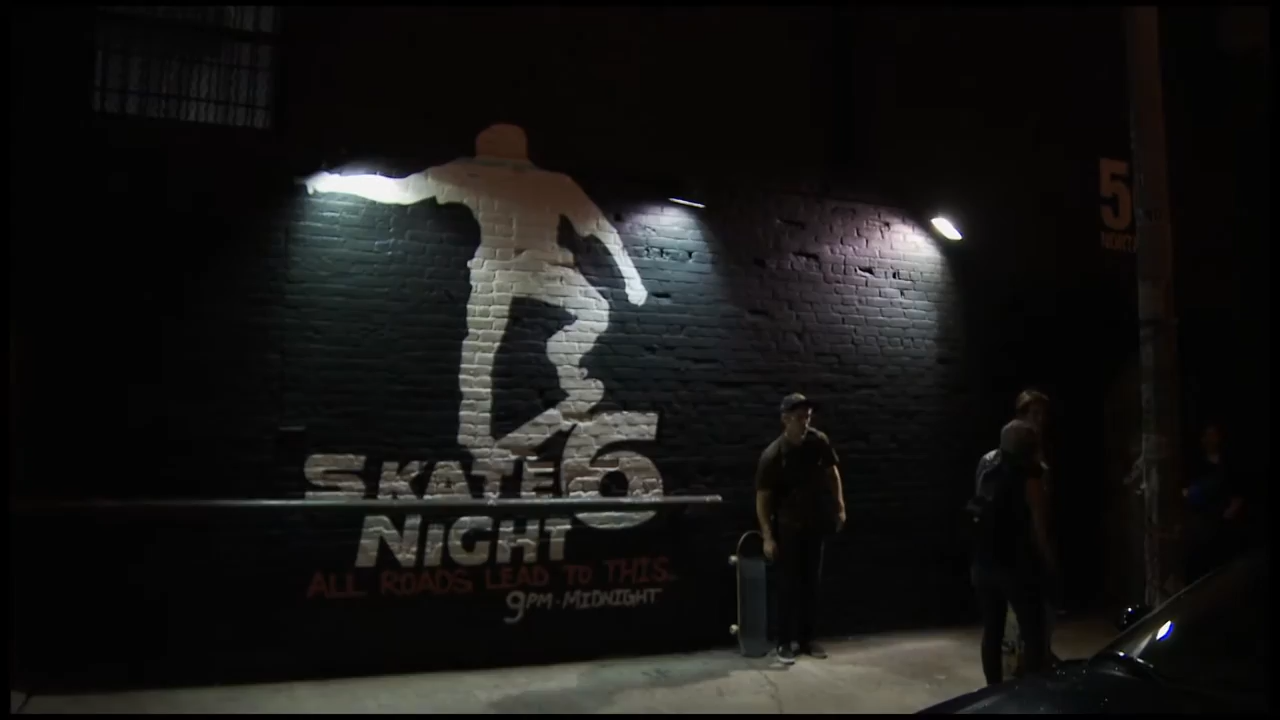 SKATE 6
NIGHT
ALL ROADS LEAD TO THIS..
9PM-MIDNIGHT
5